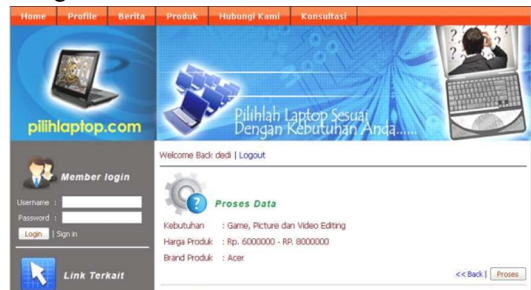 Home Profile Berita Produk Hubungi Kami Konsultasi
pilihlaptop.com
Pilihlah Laptop Sesuai
Dengan Kebutuhan Anda......
Welcome Back dedi | Logout
Member login
Username :
Password :
Login | Sign in
Link Terkait
Proses Data
Kebutuhan : Game, Picture dan Video Editing
Harga Produk : Rp. 6000000 - RP. 8000000
Brand Produk : Acer
<< Back | Proses